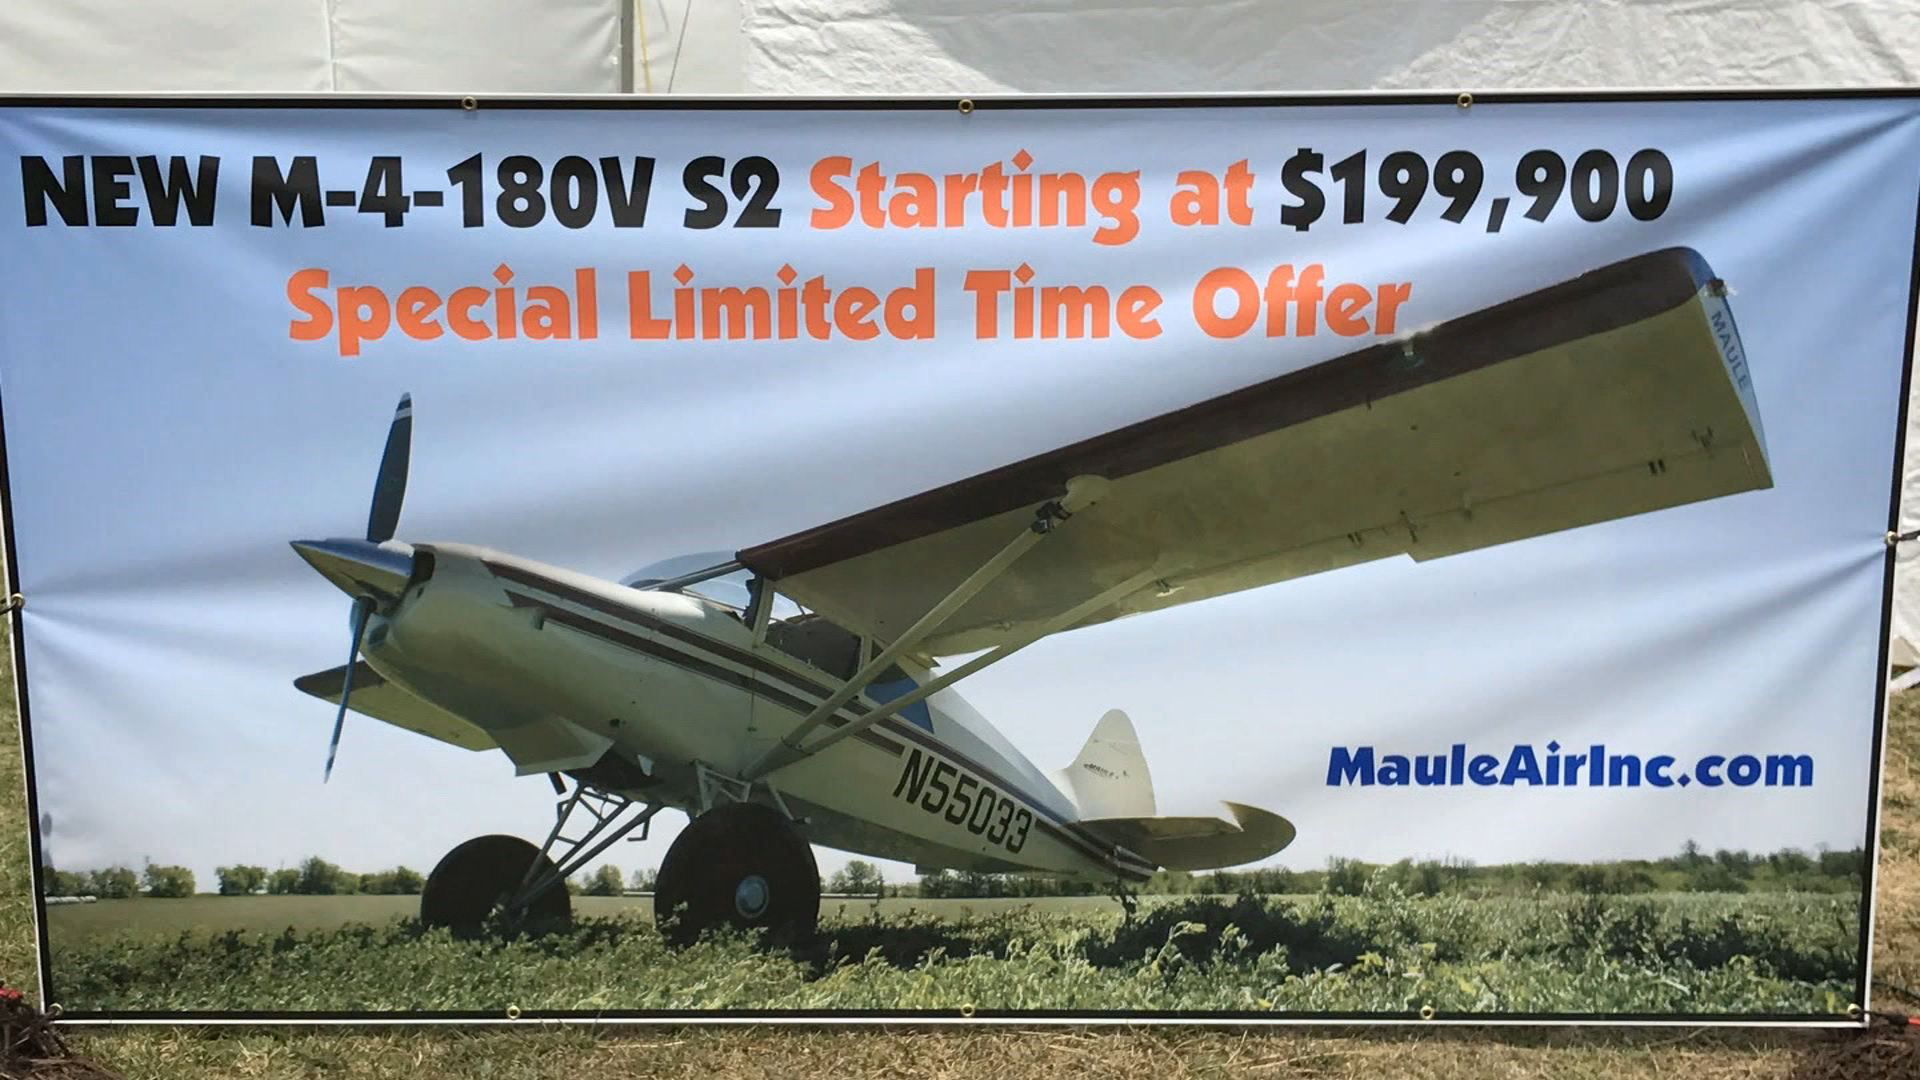 NEW M-4-180V S2 Starting at $199,900
Special Limited Time Offer
MAULE
MauleAirInc.com
N55033